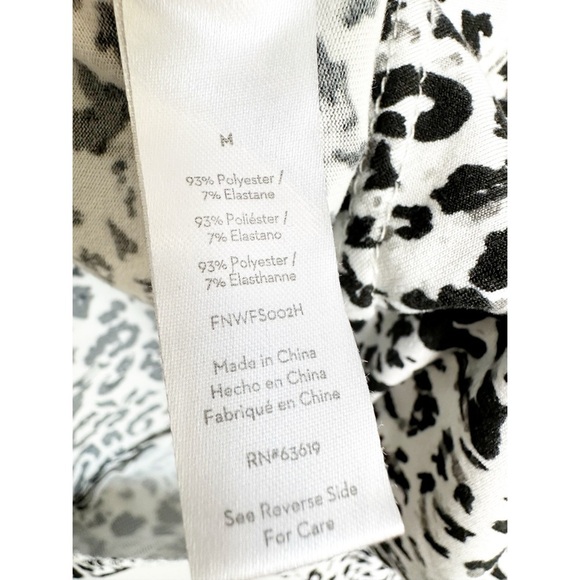 M
93% Polyester /
7% Elastane
93% Poliéster /
7% Elastano
93% Polyester /
7% Elasthanne
FNWFS002H
Made in China
Hecho en China
Fabriqué en Chine
RN#63619
See Reverse Side
For Care